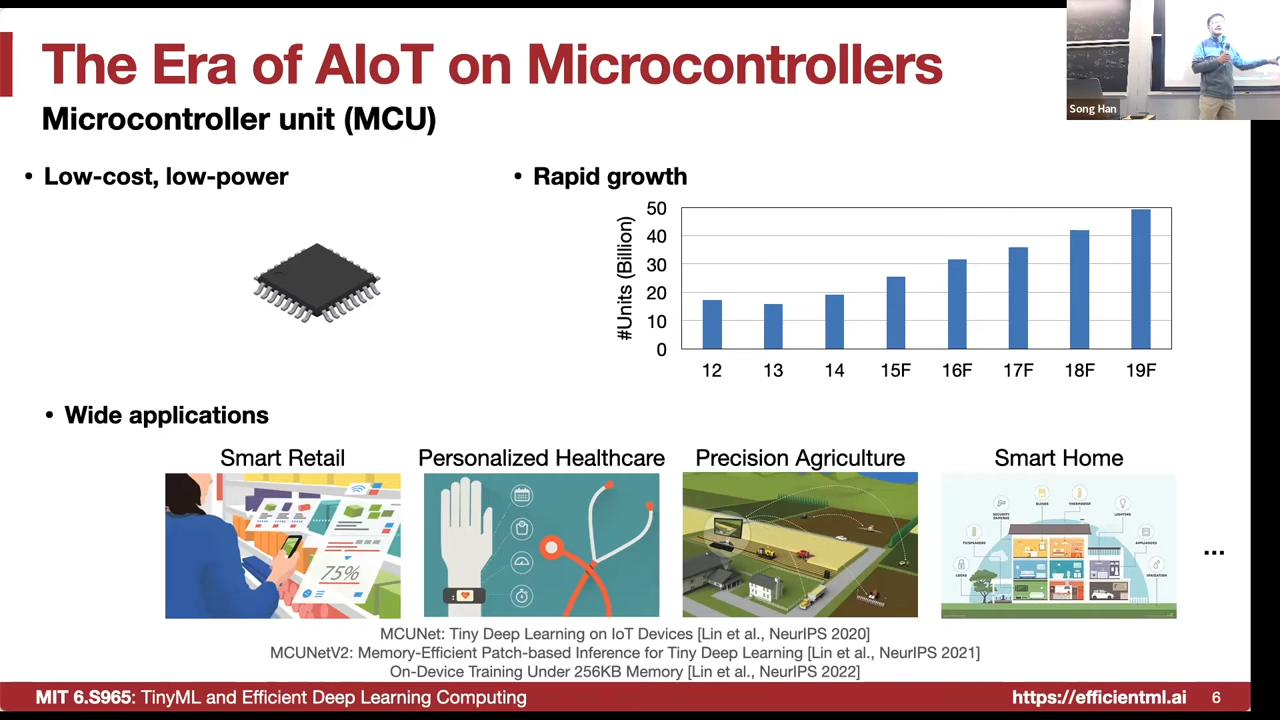 The Era of AIoT on Microcontrollers
Song Han
Microcontroller unit (MCU)
• Low-cost, low-power
• Rapid growth
#Units (Billion)
50
40
30
20
10
0
12 13 14 15F 16F 17F 18F 19F
• Wide applications
Smart Retail
75%
Personalized Healthcare
Precision Agriculture
Smart Home
LIGHTING
LOCKS
...
MCUNet: Tiny Deep Learning on IoT Devices [Lin et al., NeurIPS 2020]
MCUNetV2: Memory-Efficient Patch-based Inference for Tiny Deep Learning [Lin et al., NeurIPS 2021]
On-Device Training Under 256KB Memory [Lin et al., NeurIPS 2022]
MIT 6.S965: TinyML and Efficient Deep Learning Computing
https://efficientml.ai 6